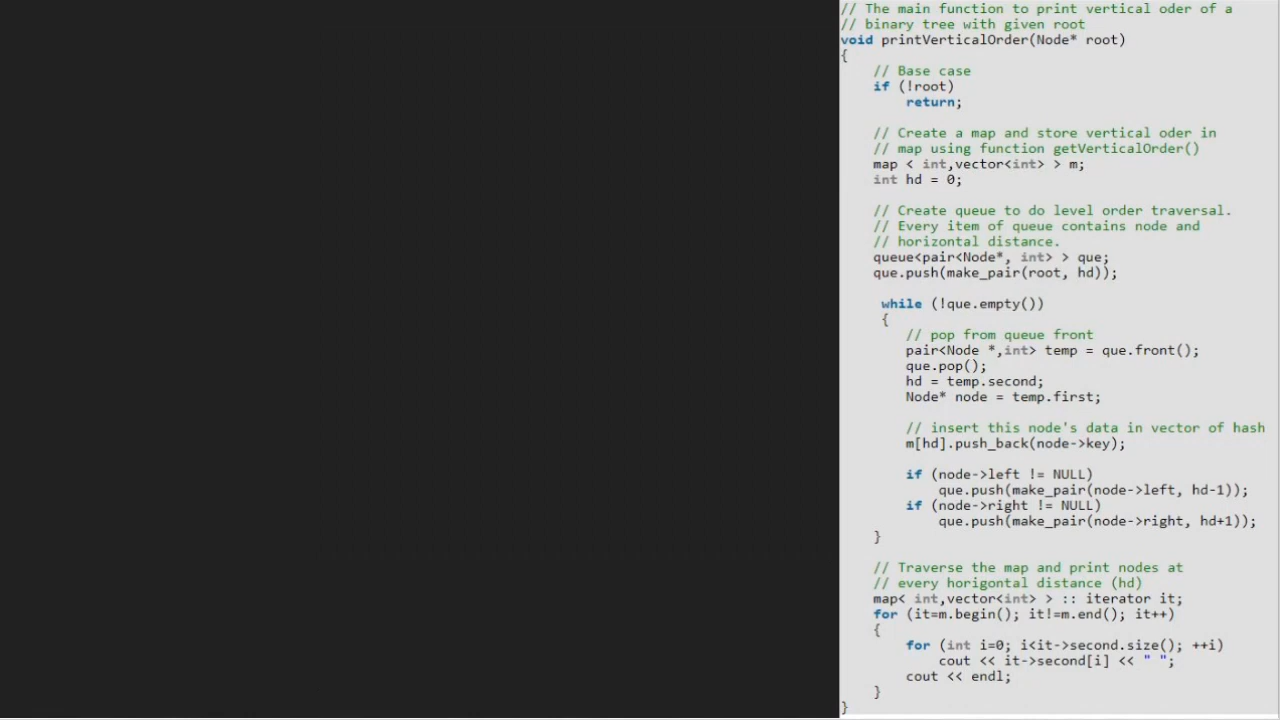 // The main function to print vertical oder of a
// binary tree with given root
void printVerticalOrder(Node* root)
{
    // Base case
    if (!root)
        return;

    // Create a map and store vertical oder in
    // map using function getVerticalOrder()
    map < int,vector<int> > m;
    int hd = 0;

    // Create queue to do level order traversal.
    // Every item of queue contains node and
    // horizontal distance.
    queue<pair<Node*, int> > que;
    que.push(make_pair(root, hd));

     while (!que.empty())
     {
        // pop from queue front
        pair<Node *,int> temp = que.front();
        que.pop();
        hd = temp.second;
        Node* node = temp.first;

        // insert this node's data in vector of hash
        m[hd].push_back(node->key);

        if (node->left != NULL)
            que.push(make_pair(node->left, hd-1));
        if (node->right != NULL)
            que.push(make_pair(node->right, hd+1));
    }

    // Traverse the map and print nodes at
    // every horigontal distance (hd)
    map< int,vector<int> > :: iterator it;
    for (it=m.begin(); it!=m.end(); it++)
    {
        for (int i=0; i<it->second.size(); ++i)
            cout << it->second[i] << " ";
        cout << endl;
    }
}